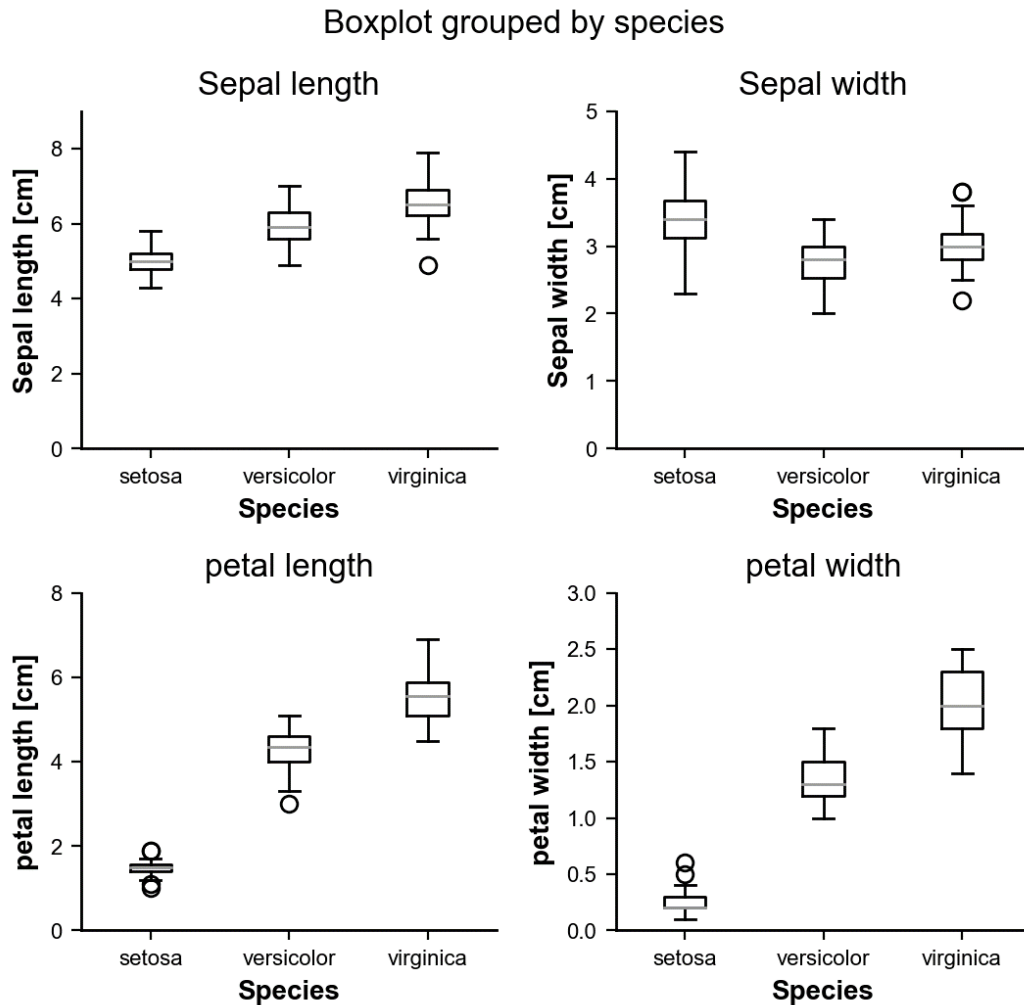 Boxplot grouped by species
Sepal length
Sepal length [cm]
8
6
4
2
0
setosa versicolor virginica
Species
Sepal width
Sepal width [cm]
5
4
3
2
1
0
setosa versicolor virginica
Species
petal length
petal length [cm]
8
6
4
2
0
setosa versicolor virginica
Species
petal width
petal width [cm]
3.0
2.5
2.0
1.5
1.0
0.5
0.0
setosa versicolor virginica
Species